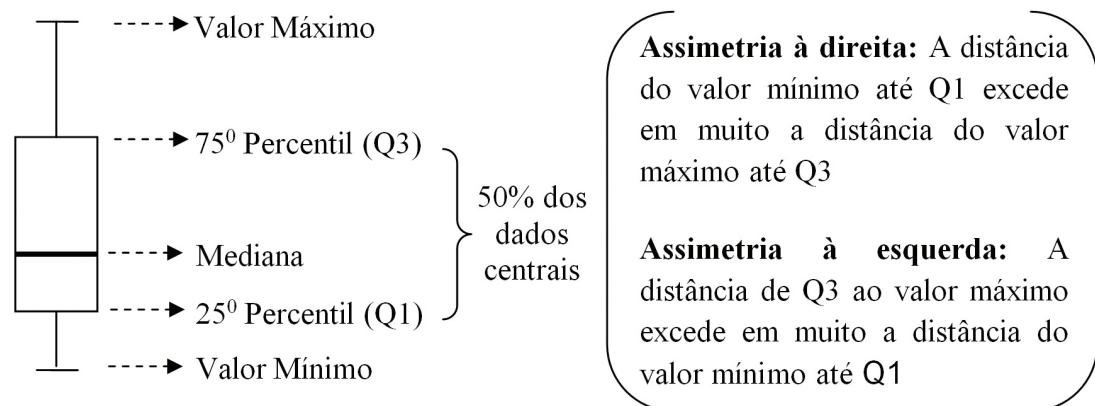 Valor Máximo
75⁰ Percentil (Q3)
50% dos
dados
centrais
Mediana
25⁰ Percentil (Q1)
Valor Mínimo
Assimetria à direita: A distância
do valor mínimo até Q1 excede
em muito a distância do valor
máximo até Q3
Assimetria à esquerda: A
distância de Q3 ao valor máximo
excede em muito a distância do
valor mínimo até Q1